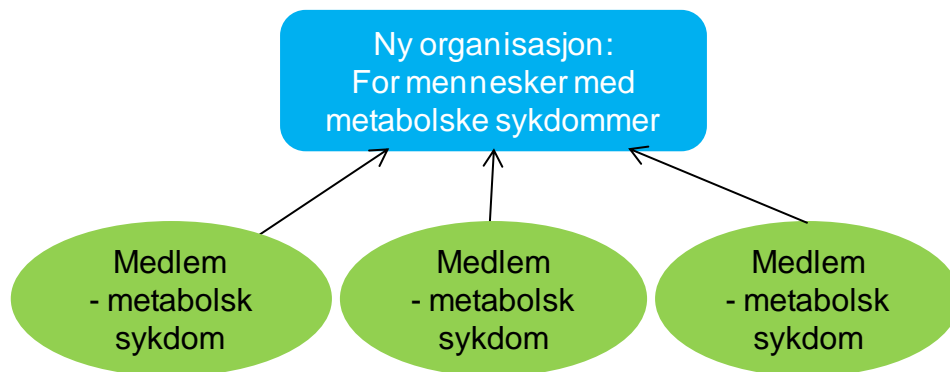 Ny organisasjon:
For mennesker med
metabolske sykdommer
Medlem
- metabolsk
sykdom
Medlem
- metabolsk
sykdom
Medlem
- metabolsk
sykdom